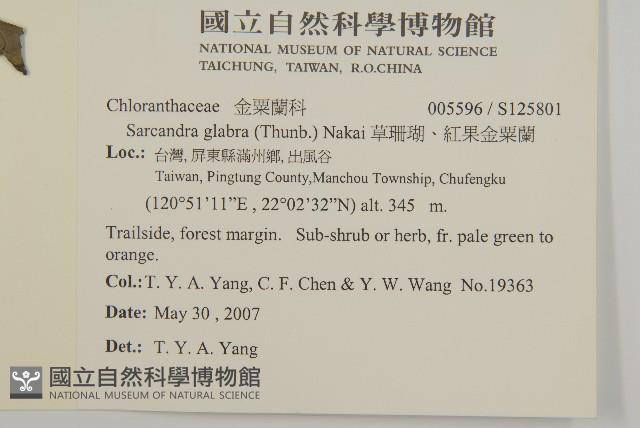 國立自然科學博物館
NATIONAL MUSEUM OF NATURAL SCIENCE
TAICHUNG, TAIWAN, R.O.CHINA
Chloranthaceae 金粟蘭科 005596 / S125801
Sarcandra glabra (Thunb.) Nakai 草珊瑚、紅果金粟蘭
Loc.: 台灣, 屏東縣滿州鄉, 出風谷
Taiwan, Pingtung County,Manchou Township, Chufengku
(120°51'11”E , 22°02'32”N) alt. 345 m.
Trailside, forest margin. Sub-shrub or herb, fr. pale green to
orange.
Col.: T. Y. A. Yang, C. F. Chen & Y. W. Wang No.19363
Date: May 30 , 2007
Det.: T. Y. A. Yang
國立自然科學博物館
NATIONAL MUSEUM OF NATURAL SCIENCE